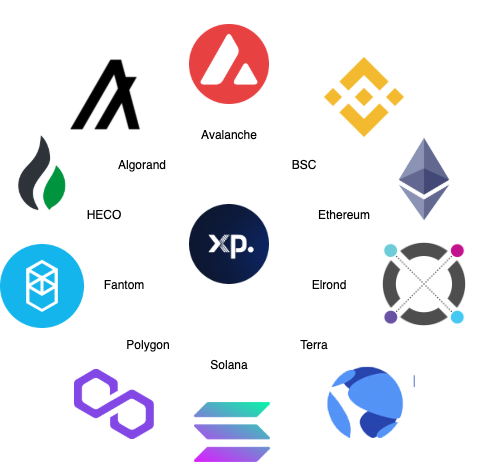 Avalanche
Algorand
BSC
HECO
Ethereum
xp.
Fantom
Elrond
Polygon
Terra
Solana